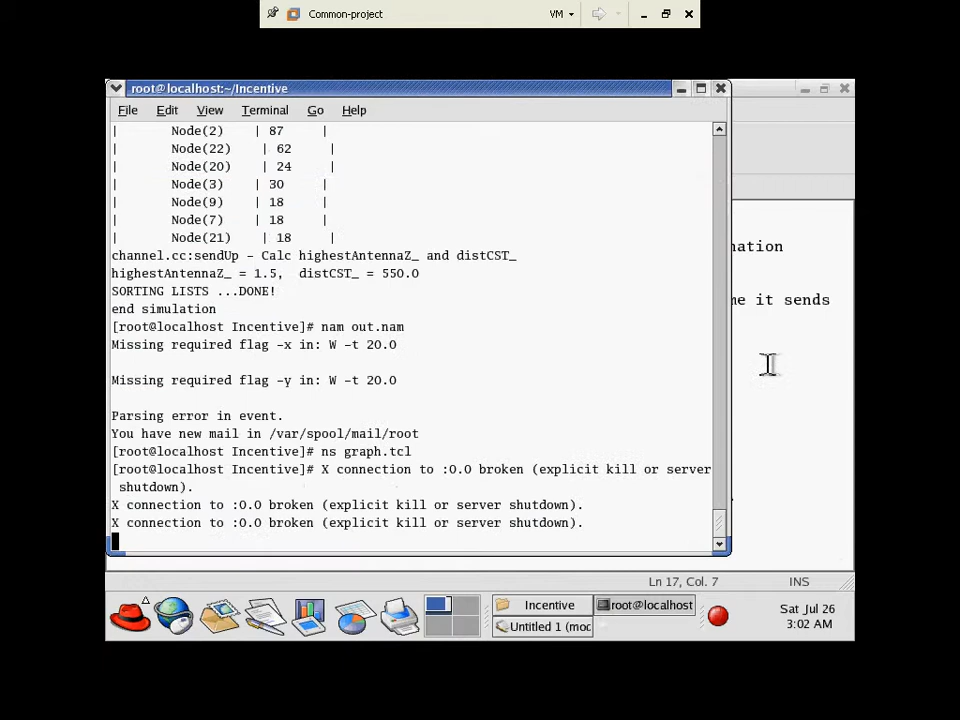 Common-project
VM
root@localhost:~/Incentive
File Edit View Terminal Go Help
| Node(2) | 87 |
| Node(22) | 62 |
| Node(20) | 24 |
| Node(3) | 30 |
| Node(9) | 18 |
| Node(7) | 18 |
| Node(21) | 18 |
channel.cc:sendUp - Calc highestAntennaZ_ and distCST_
highestAntennaZ_ = 1.5, distCST_ = 550.0
SORTING LISTS ...DONE!
end simulation
[root@localhost Incentive]# nam out.nam
Missing required flag -x in: W -t 20.0
Missing required flag -y in: W -t 20.0
Parsing error in event.
You have new mail in /var/spool/mail/root
[root@localhost Incentive]# ns graph.tcl
[root@localhost Incentive]# X connection to :0.0 broken (explicit kill or server
shutdown).
X connection to :0.0 broken (explicit kill or server shutdown).
X connection to :0.0 broken (explicit kill or server shutdown).
nation
me it sends
Ln 17, Col. 7 INS
Incentive
root@localhost
Untitled 1 (moc
Sat Jul 26
3:02 AM